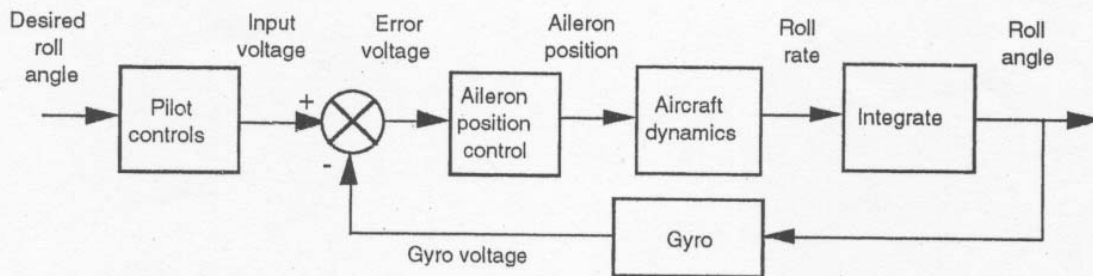 Desired
roll
angle
Input
voltage
Error
voltage
Aileron
position
Roll
rate
Roll
angle
Pilot
controls
+
-
Aileron
position
control
Aircraft
dynamics
Integrate
Gyro
Gyro voltage